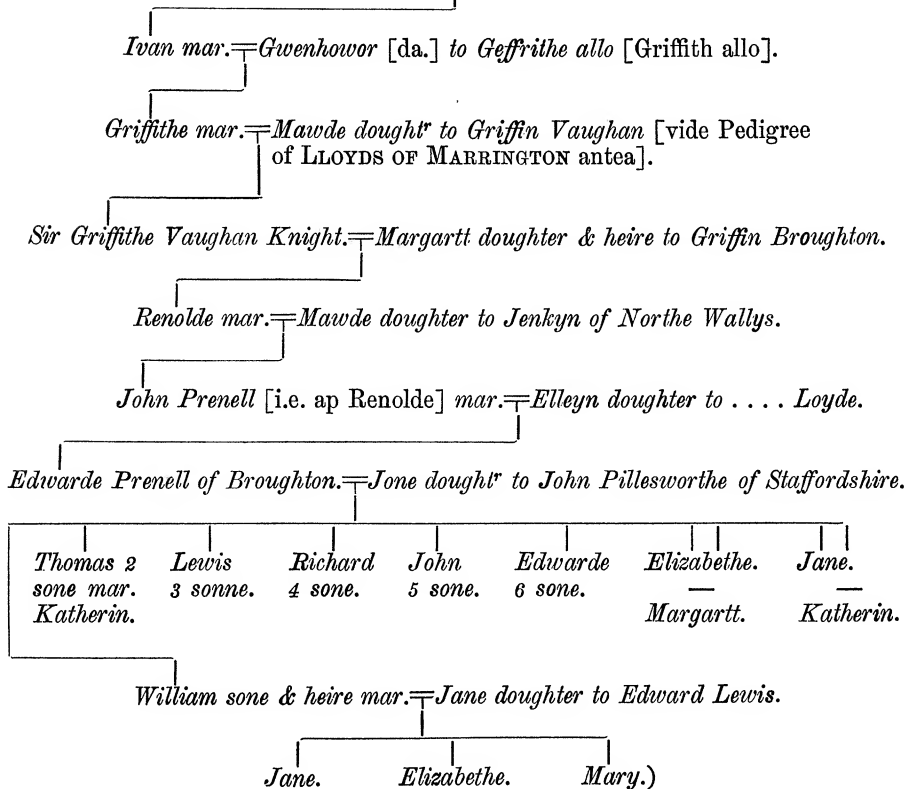 Ivan mar.=Gwenhowor [da.] to Geffrithe allo [Griffith allo].
Griffithe mar.=Mawde doughtr to Griffin Vaughan [vide Pedigree
of LLOYDS OF MARRINGTON antea].
Sir Griffithe Vaughan Knight.=Margartt doughter & heire to Griffin Broughton.
Renolde mar.=Mawde doughter to Jenkyn of Northe Wallys.
John Prenell [i.e. ap Renolde] mar.=Elleyn doughter to .... Loyde.
Edwarde Prenell of Broughton.=Jone doughtr to John Pillesworthe of Staffordshire.
Thomas 2 Lewis Richard John Edwarde Elizabethe. Jane.
sone mar. 3 sonne. 4 sone. 5 sone. 6 sone. — —
Katherin. Margartt. Katherin.
William sone & heire mar.=Jane doughter to Edward Lewis.
Jane. Elizabethe. Mary.)